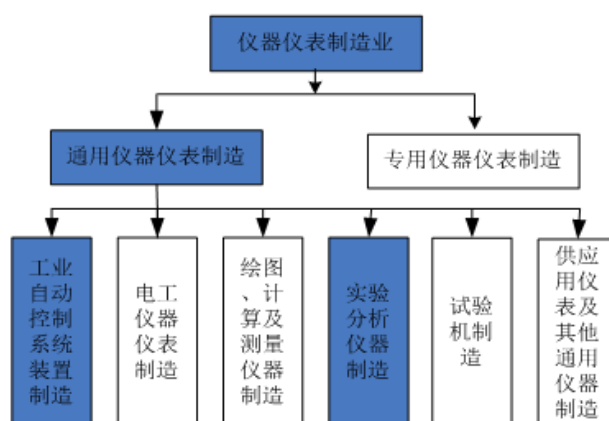 仪器仪表制造业
通用仪器仪表制造
专用仪器仪表制造
工业
自动
控制
系统
装置
制造
电工
仪器
仪表
制造
绘图
、计
算及
测量
仪器
制造
实验
分析
仪器
制造
试验
机制
造
供应
用仪
表及
其他
通用
仪器
制造